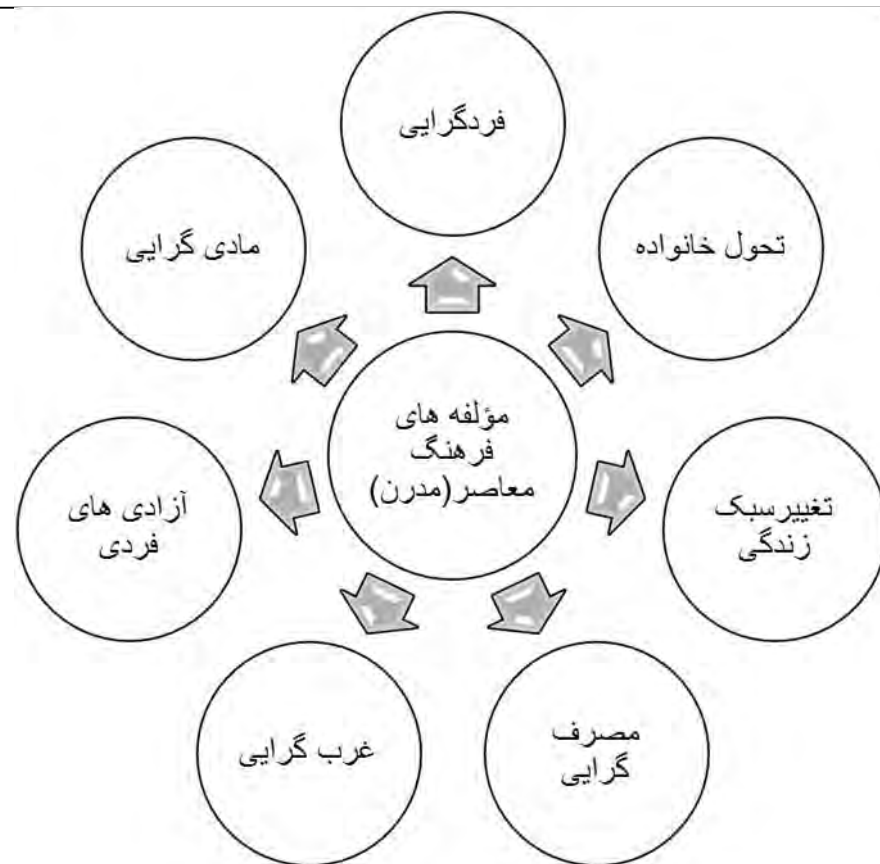 فردگرایی
تحول خانواده
تغییرسبک
زندگی
مصرف
گرایی
غرب گرایی
آزادی های
فردی
مادی گرایی
مؤلفه های
فرهنگ
معاصر(مدرن)